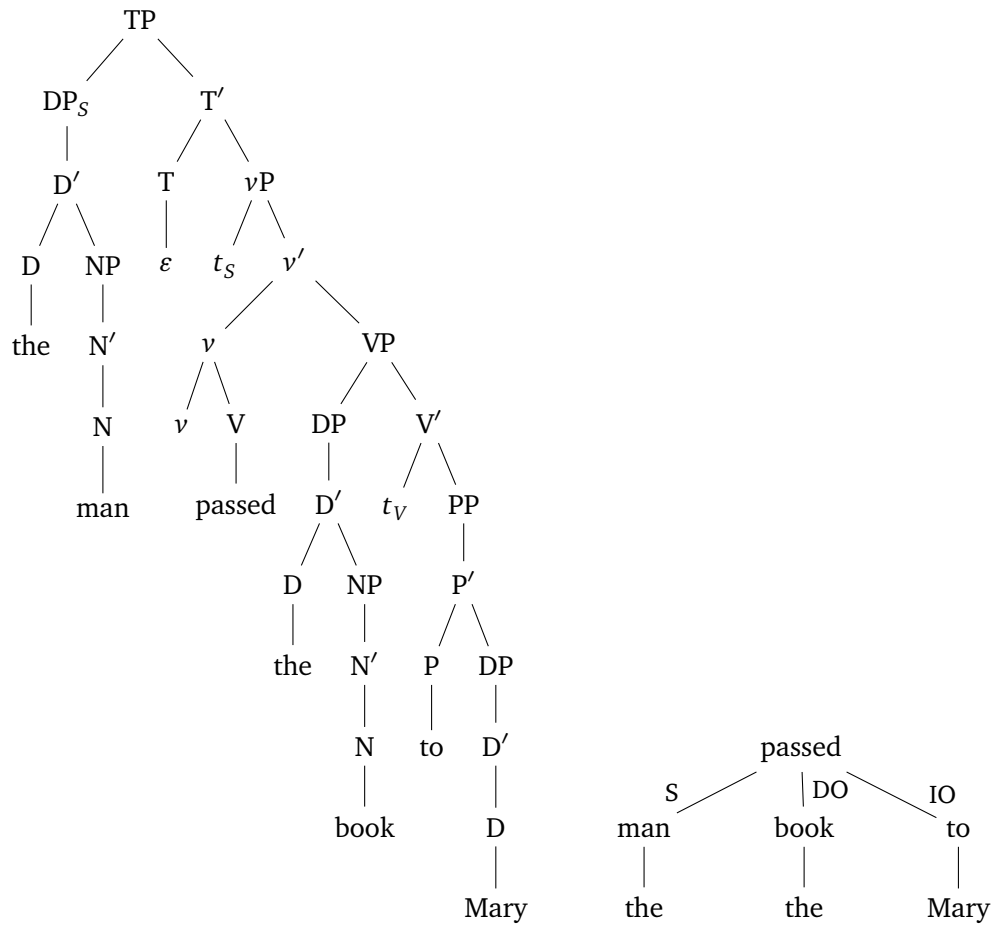 TP
DP_S T′
D′ T vP
D NP ε t_S v′
the N′ v VP
N v V DP V′
man passed D′ t_V PP
D NP P′
the N′ P DP
N to D′ passed
S DO IO
book D man book to
Mary the the Mary